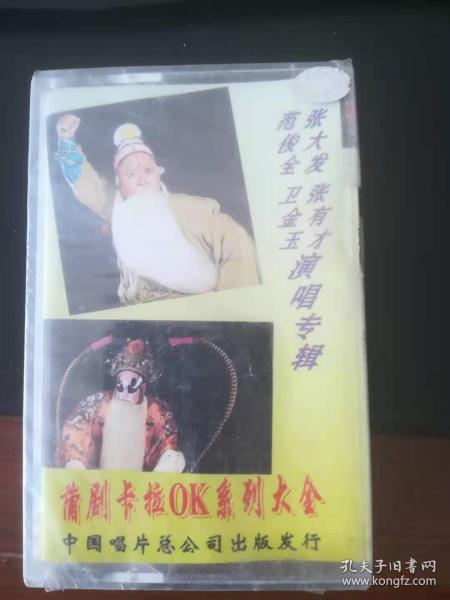 张大发 张有才
范俊全 卫金玉
演唱专辑
蒲剧卡拉OK系列大全
中国唱片总公司出版发行
孔夫子旧书网
www.kongfz.com